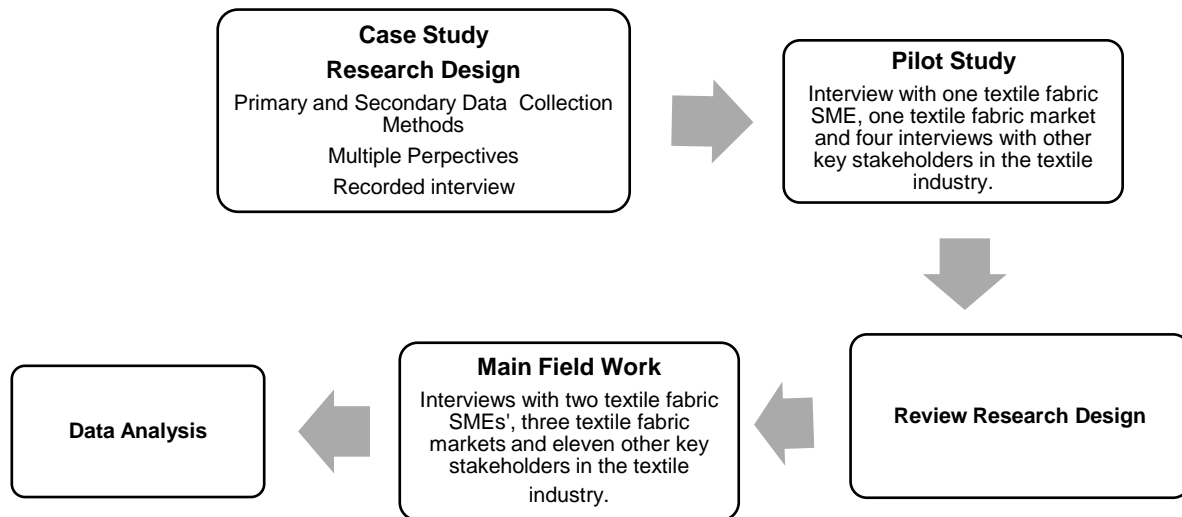 Case Study
Research Design
Primary and Secondary Data Collection
Methods
Multiple Perpectives
Recorded interview
Pilot Study
Interview with one textile fabric
SME, one textile fabric market
and four interviews with other
key stakeholders in the textile
industry.
Review Research Design
Main Field Work
Interviews with two textile fabric
SMEs', three textile fabric
markets and eleven other key
stakeholders in the textile
industry.
Data Analysis